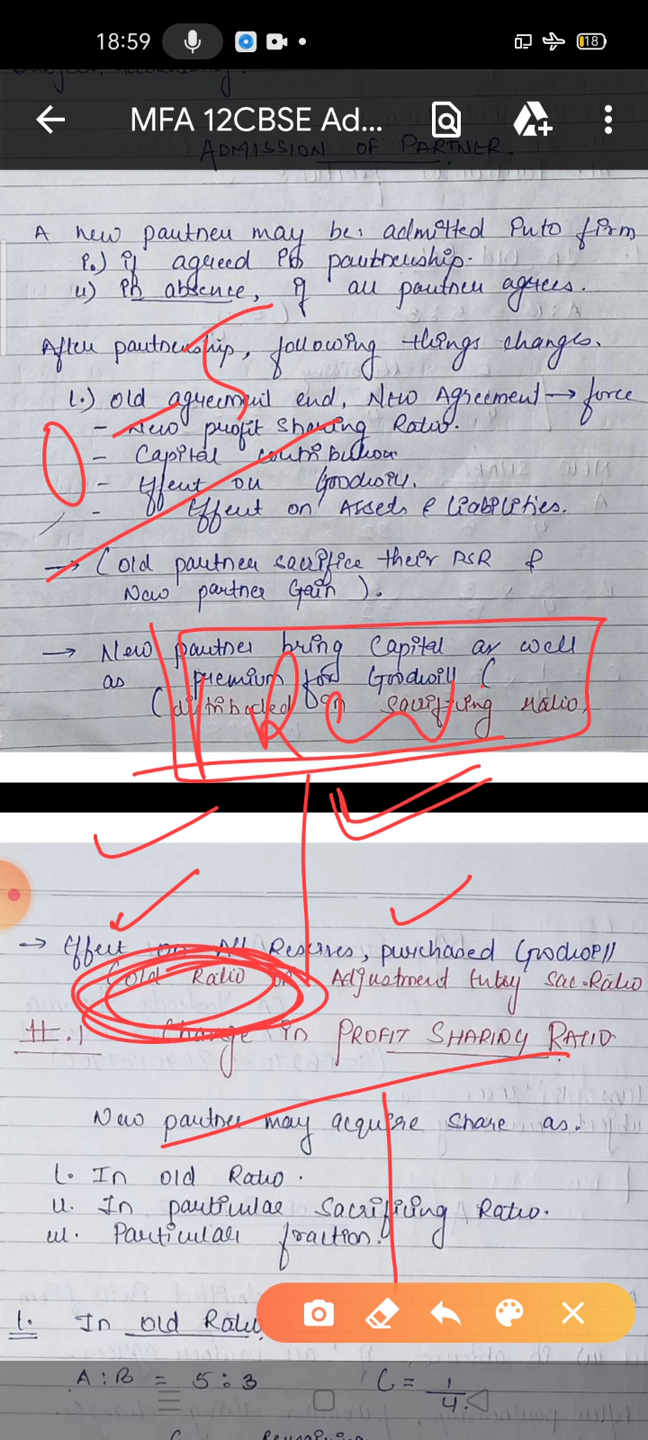 18:59
18
MFA 12CBSE Ad...
ADMISSION OF PARTNER
A new partner may be admitted into firm
i.) if agreed in partnership.
ii) in absence, if all partner agrees.
After partnership, following things changes.
1.) Old agreement end, New Agreement → force
- New profit sharing Ratio.
- Capital contribution
- Effect on Goodwill.
- Effect on Assets & liabilities.
→ (Old partner sacrifice their PSR &
New partner Gain).
→ New partner bring Capital as well
as premium for Goodwill (
(distributed in sacrificing ratio)
→ Effect on All Reserves, purchased Goodwill
(Old Ratio or Adjustment entry Sac. Ratio
#.1 Change in PROFIT SHARING RATIO
New partner may acquire share as.
i. In old Ratio.
ii. In particular Sacrificing Ratio.
iii. Particular fraction.
1. In old
A:B = 5:3 C = 1/4